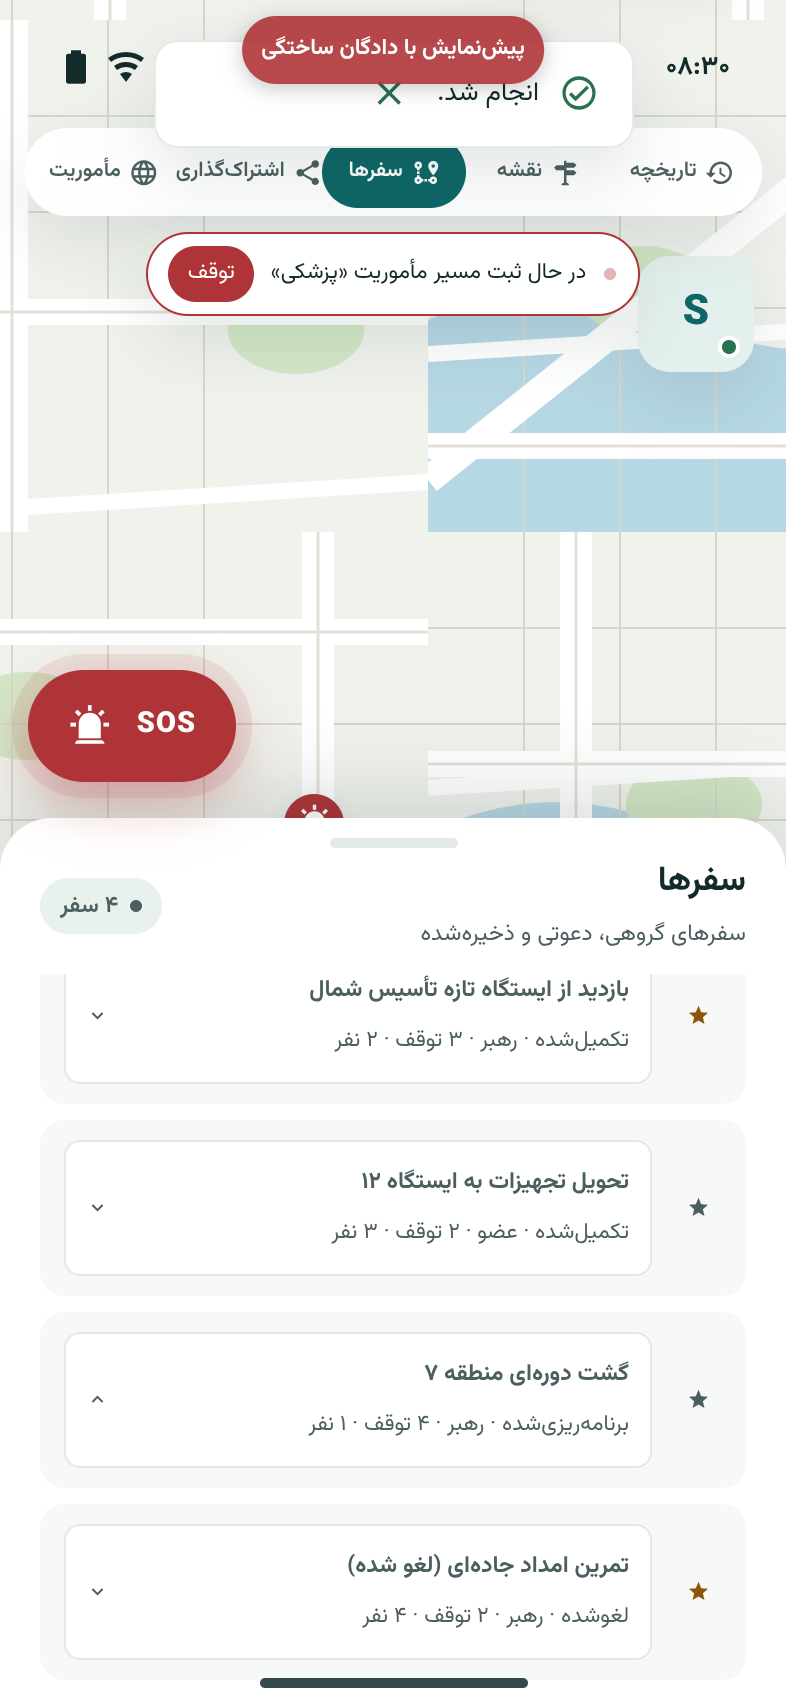 پیش‌نمایش با دادگان ساختگی
۰۸:۳۰
انجام شد.
تاریخچه
نقشه
سفرها
اشتراک‌گذاری
مأموریت
در حال ثبت مسیر مأموریت «پزشکی»
توقف
S
SOS
سفرها
۴ سفر
سفرهای گروهی، دعوتی و ذخیره‌شده
بازدید از ایستگاه تازه تأسیس شمال
تکمیل‌شده · رهبر · ۳ توقف · ۲ نفر
تحویل تجهیزات به ایستگاه ۱۲
تکمیل‌شده · عضو · ۲ توقف · ۳ نفر
گشت دوره‌ای منطقه ۷
برنامه‌ریزی‌شده · رهبر · ۴ توقف · ۱ نفر
تمرین امداد جاده‌ای (لغو شده)
لغوشده · رهبر · ۲ توقف · ۴ نفر